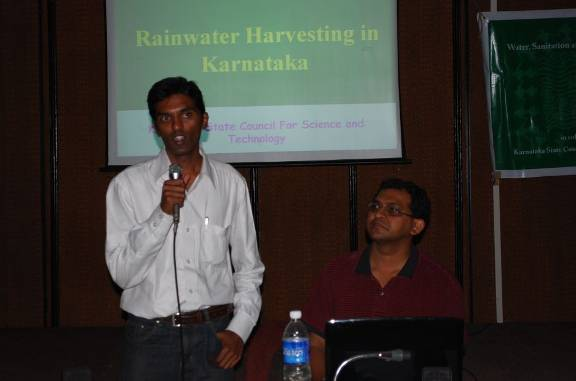 Rainwater Harvesting in
Karnataka
State Council For Science and
Technology
Water, Sanitation
Karnataka State